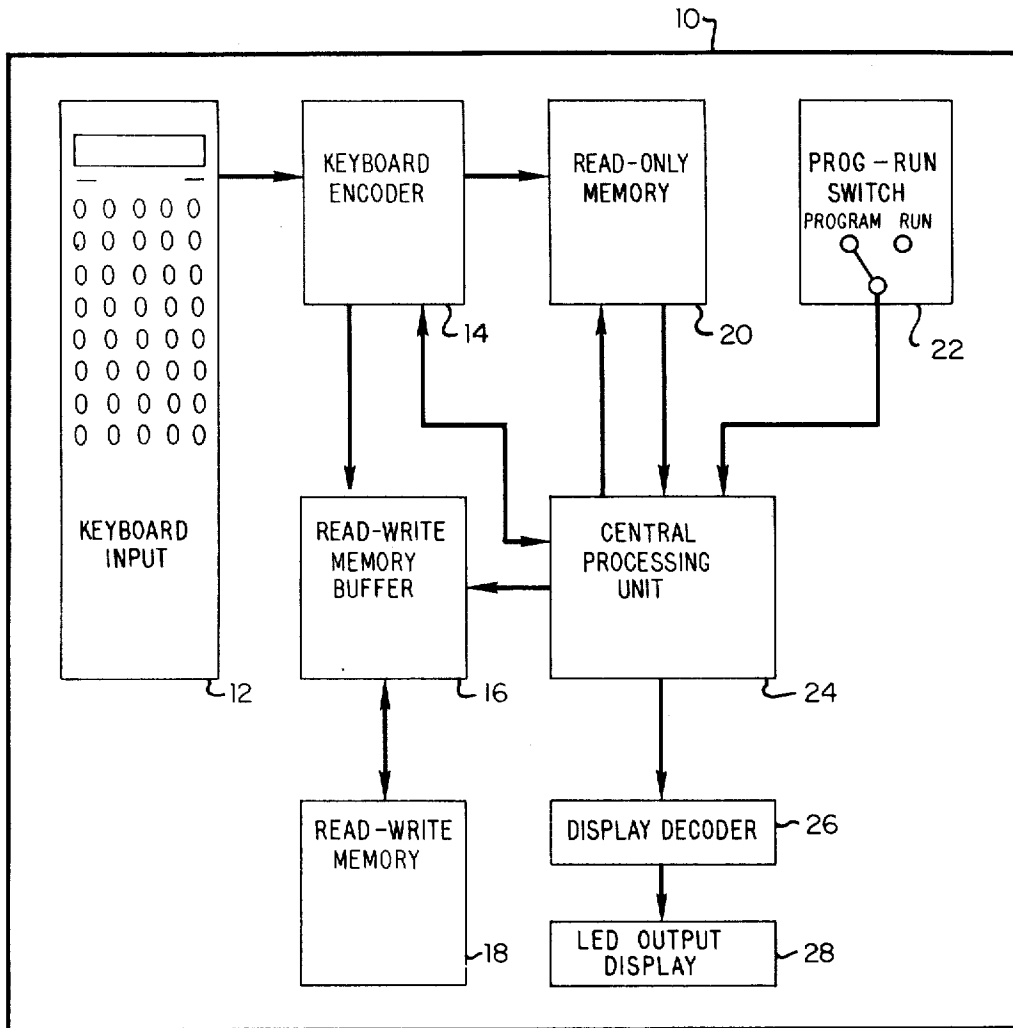 10
KEYBOARD
ENCODER
READ-ONLY
MEMORY
PROG-RUN
SWITCH
PROGRAM RUN
14
20
22
KEYBOARD
INPUT
READ-WRITE
MEMORY
BUFFER
CENTRAL
PROCESSING
UNIT
12
16
24
READ-WRITE
MEMORY
DISPLAY DECODER
26
18
LED OUTPUT
DISPLAY
28